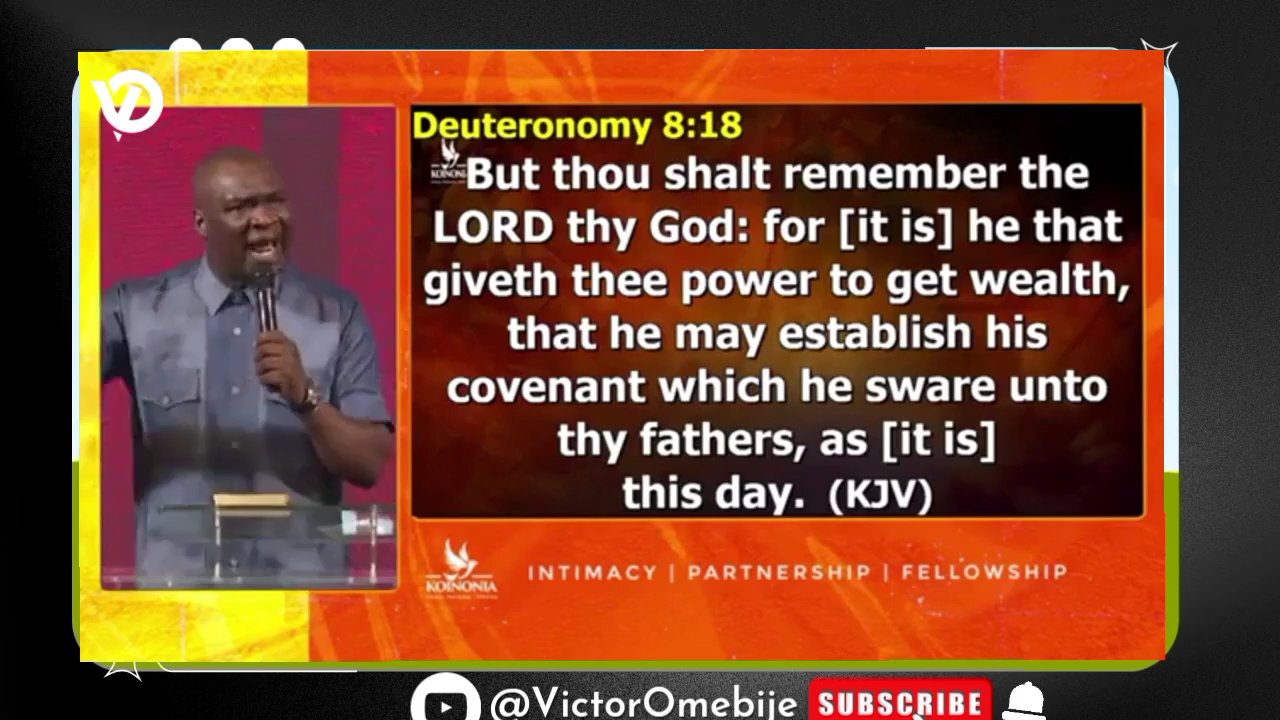 Deuteronomy 8:18
KOINONIA
But thou shalt remember the
LORD thy God: for [it is] he that
giveth thee power to get wealth,
that he may establish his
covenant which he sware unto
thy fathers, as [it is]
this day. (KJV)
KOINONIA
INTIMACY | PARTNERSHIP | FELLOWSHIP
@VictorOmebije SUBSCRIBE